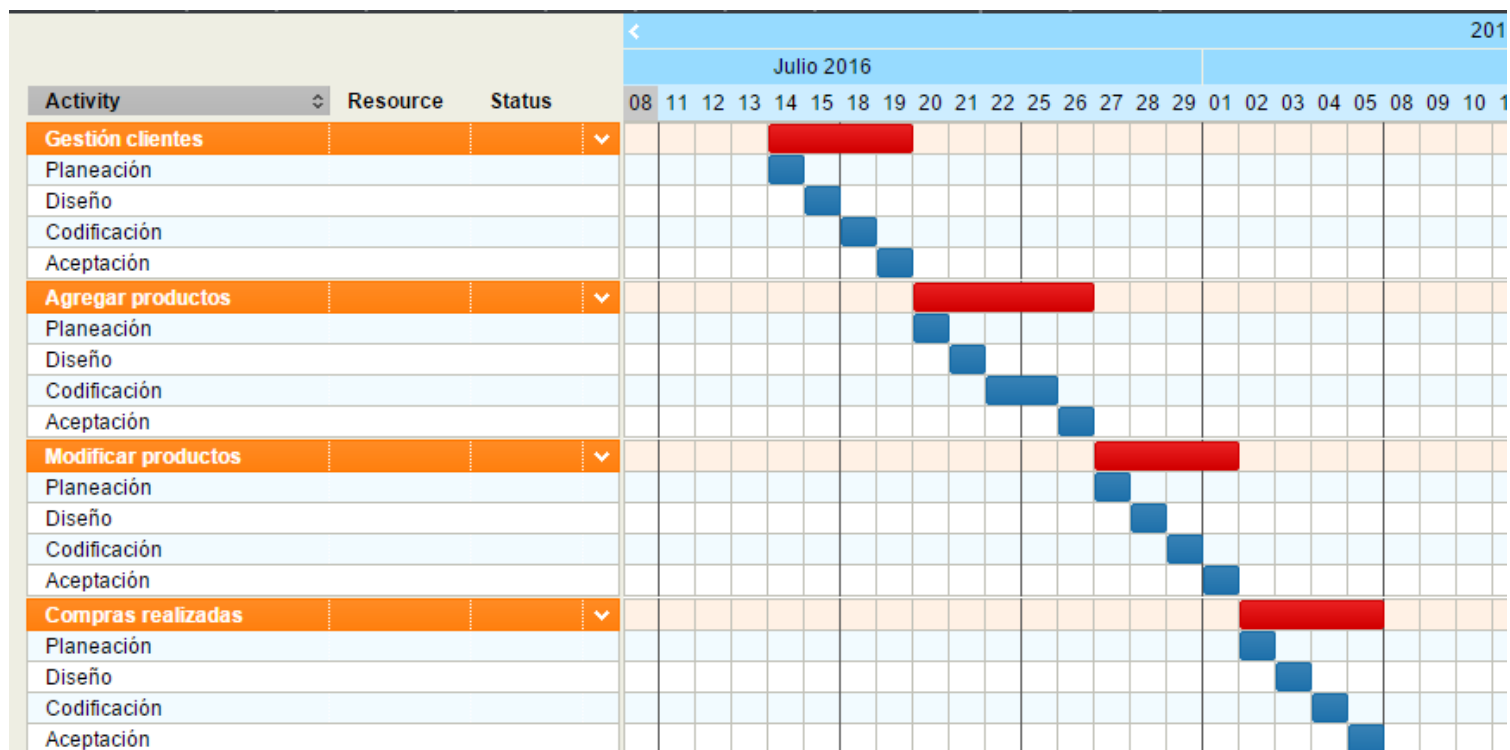 201
Julio 2016
Activity Resource Status 08 11 12 13 14 15 18 19 20 21 22 25 26 27 28 29 01 02 03 04 05 08 09 10 1
Gestión clientes
Planeación
Diseño
Codificación
Aceptación
Agregar productos
Planeación
Diseño
Codificación
Aceptación
Modificar productos
Planeación
Diseño
Codificación
Aceptación
Compras realizadas
Planeación
Diseño
Codificación
Aceptación